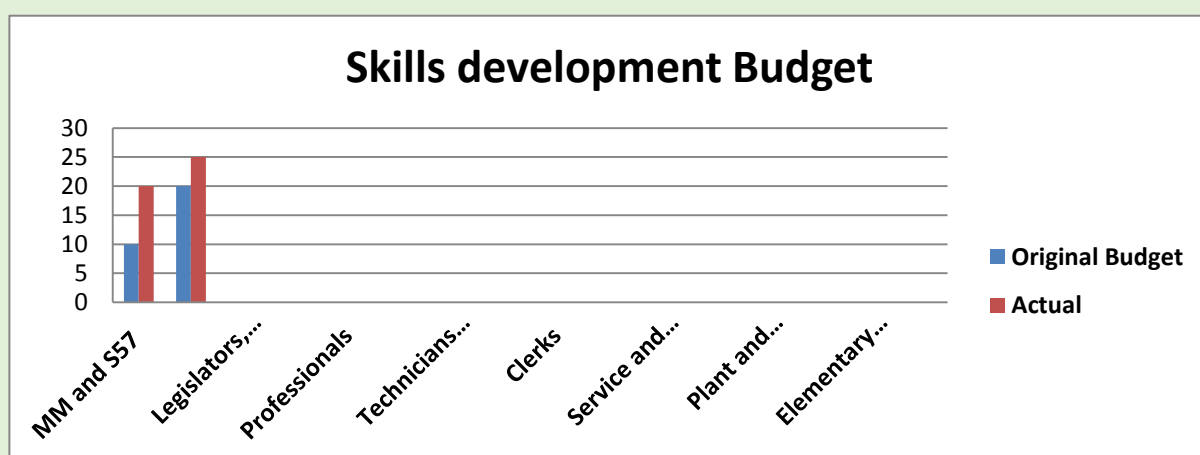 Skills development Budget
30
25
20
15
10
5
0
MM and S57
Legislators,...
Professionals
Technicians...
Clerks
Service and...
Plant and...
Elementary...
Original Budget
Actual